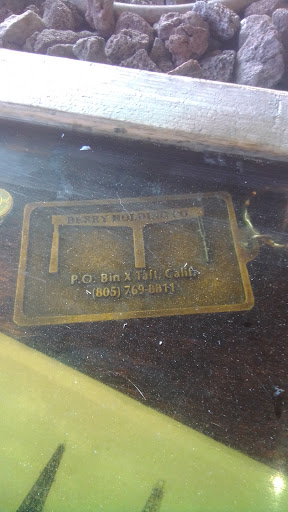 BERRY HOLDING CO
P.O. Bin X Taft, Calif.
(805) 769-8811